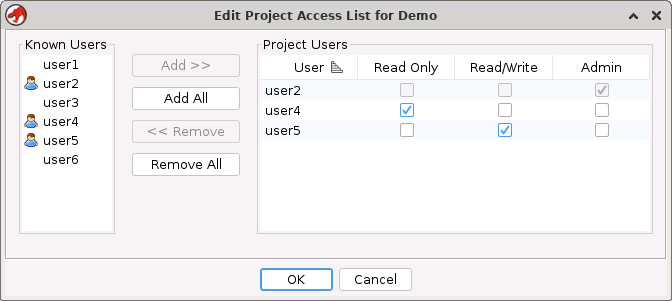 Edit Project Access List for Demo
Known Users
user1
user2
user3
user4
user5
user6
Add >>
Add All
<< Remove
Remove All
Project Users
User Read Only Read/Write Admin
user2
user4
user5
OK Cancel